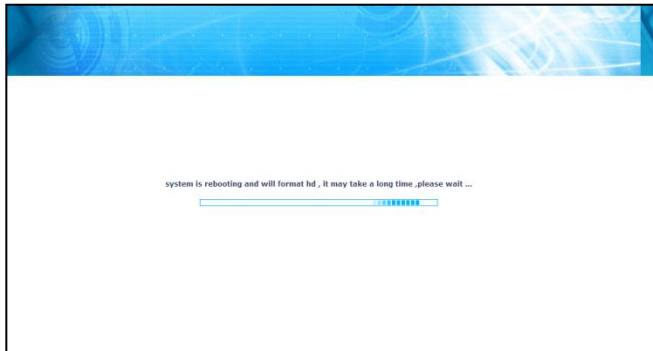 system is rebooting and will format hd , it may take a long time ,please wait ...